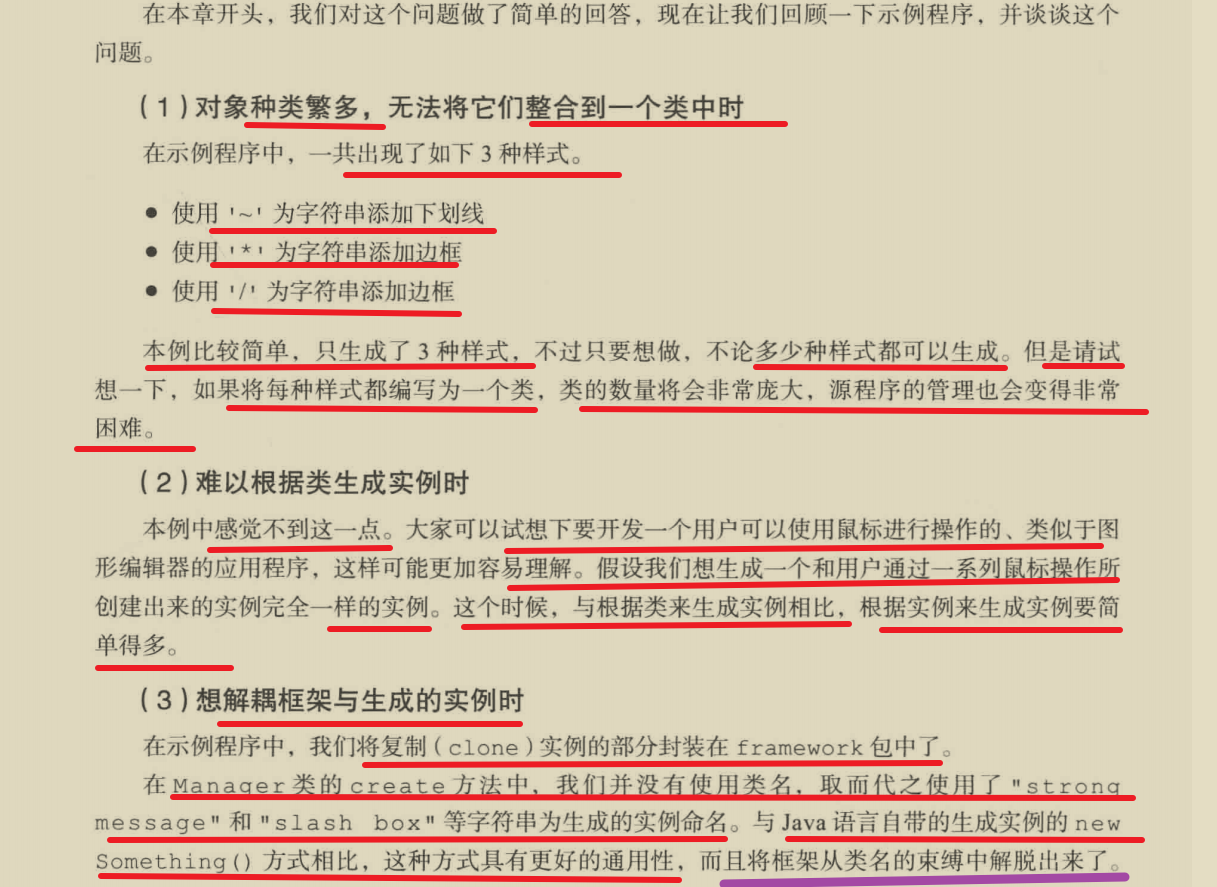 在本章开头，我们对这个问题做了简单的回答，现在让我们回顾一下示例程序，并谈谈这个
问题。
（1）对象种类繁多，无法将它们整合到一个类中时
在示例程序中，一共出现了如下 3 种样式。
● 使用 '~' 为字符串添加下划线
● 使用 '*' 为字符串添加边框
● 使用 '/' 为字符串添加边框
本例比较简单，只生成了 3 种样式，不过只要想做，不论多少种样式都可以生成。但是请试
想一下，如果将每种样式都编写为一个类，类的数量将会非常庞大，源程序的管理也会变得非常
困难。
（2）难以根据类生成实例时
本例中感觉不到这一点。大家可以试想下要开发一个用户可以使用鼠标进行操作的、类似于图
形编辑器的应用程序，这样可能更加容易理解。假设我们想生成一个和用户通过一系列鼠标操作所
创建出来的实例完全一样的实例。这个时候，与根据类来生成实例相比，根据实例来生成实例要简
单得多。
（3）想解耦框架与生成的实例时
在示例程序中，我们将复制（clone）实例的部分封装在 framework 包中了。
在 Manager 类的 create 方法中，我们并没有使用类名，取而代之使用了 "strong
message" 和 "slash box" 等字符串为生成的实例命名。与 Java 语言自带的生成实例的 new
Something() 方式相比，这种方式具有更好的通用性，而且将框架从类名的束缚中解脱出来了。